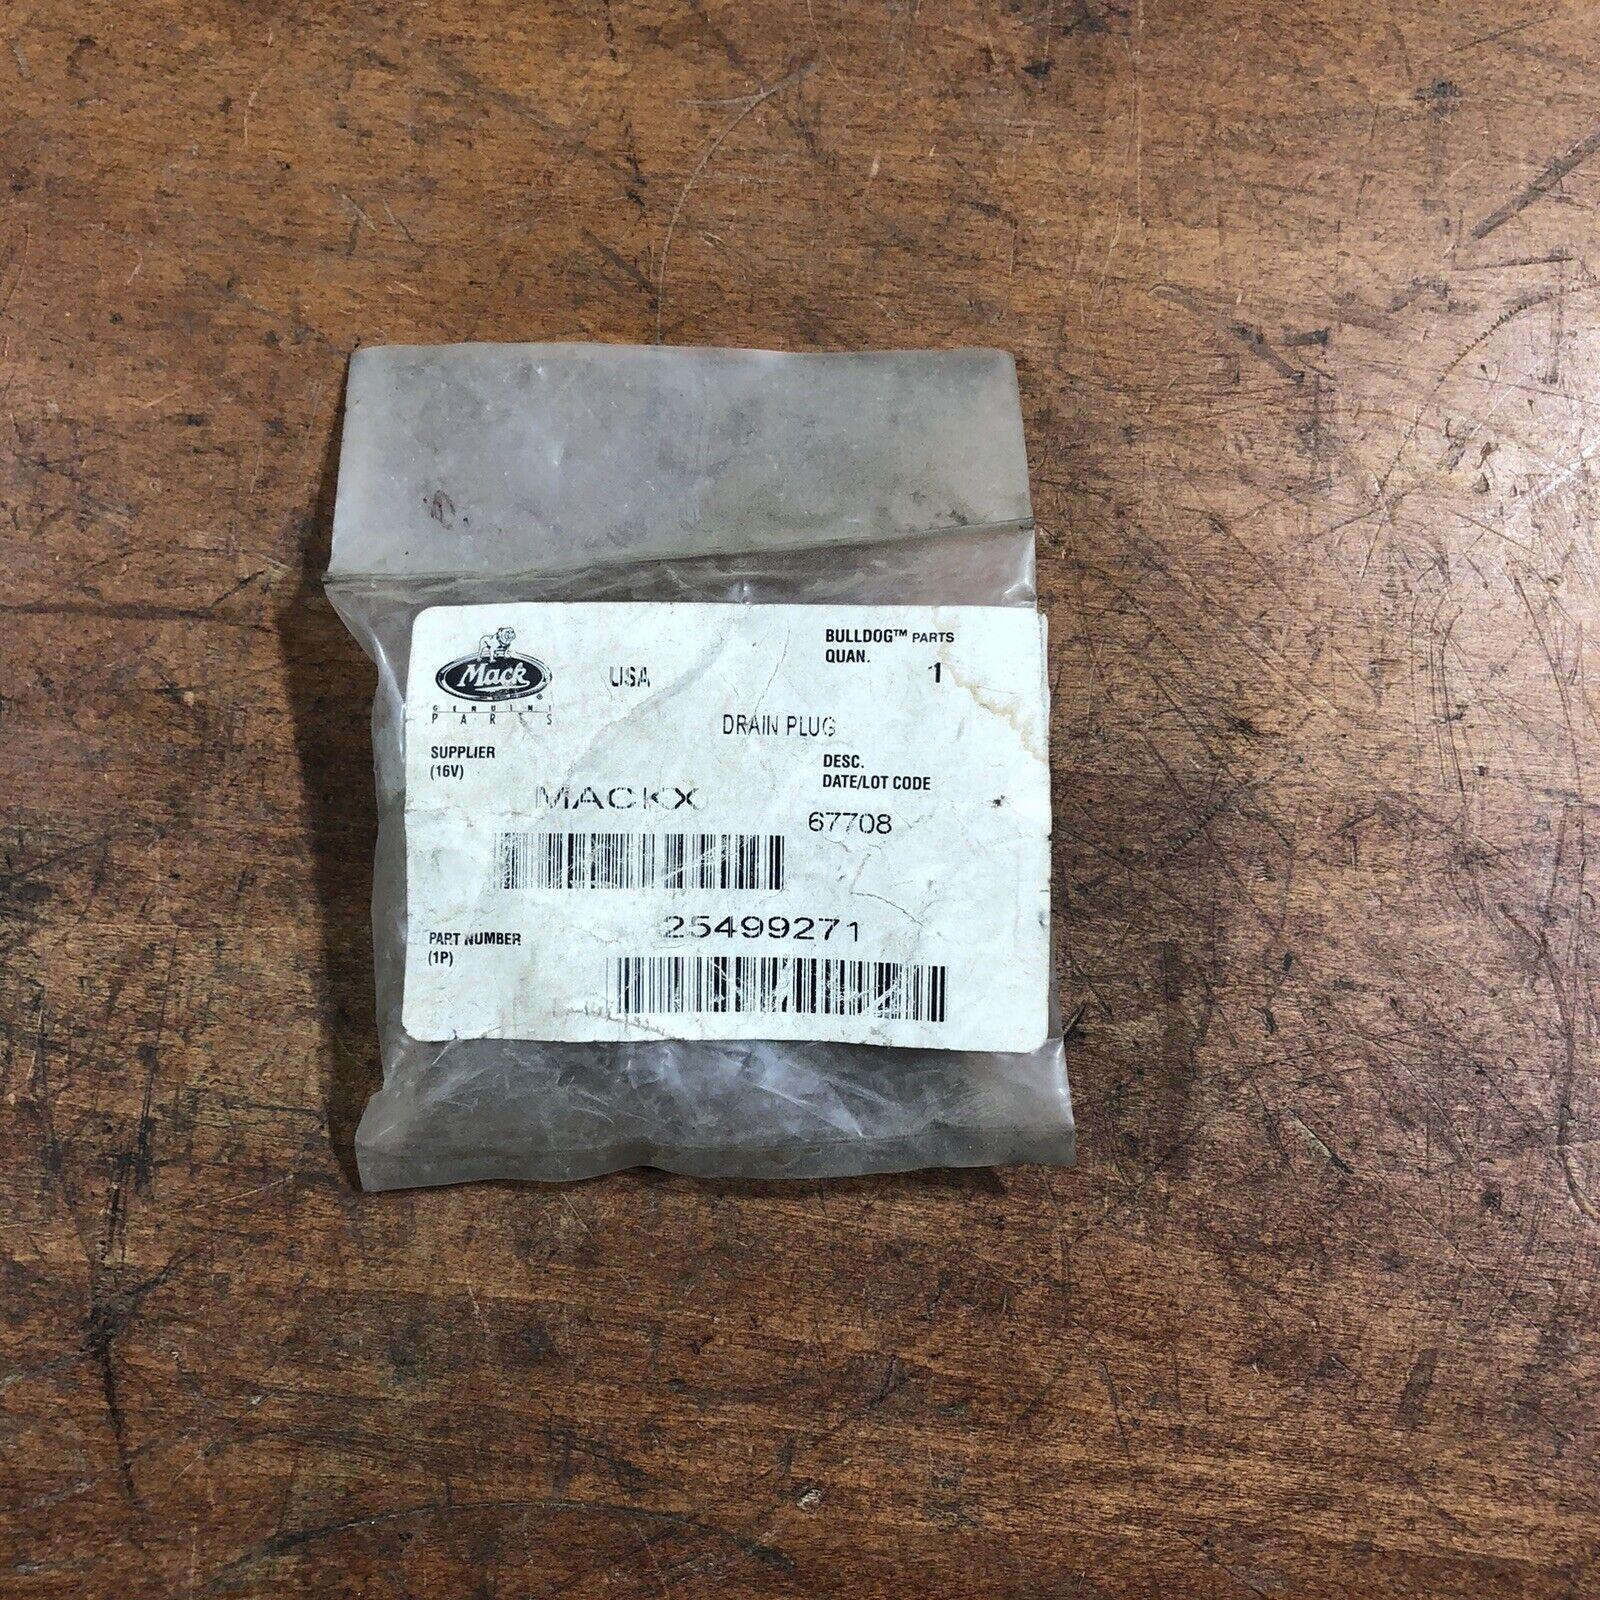 BULLDOG™ PARTS
QUAN. 1
Mack ®
USA
GENUINE
PARTS
DRAIN PLUG
SUPPLIER
(16V)
DESC.
DATE/LOT CODE
MACKX
67708
25499271
PART NUMBER
(1P)